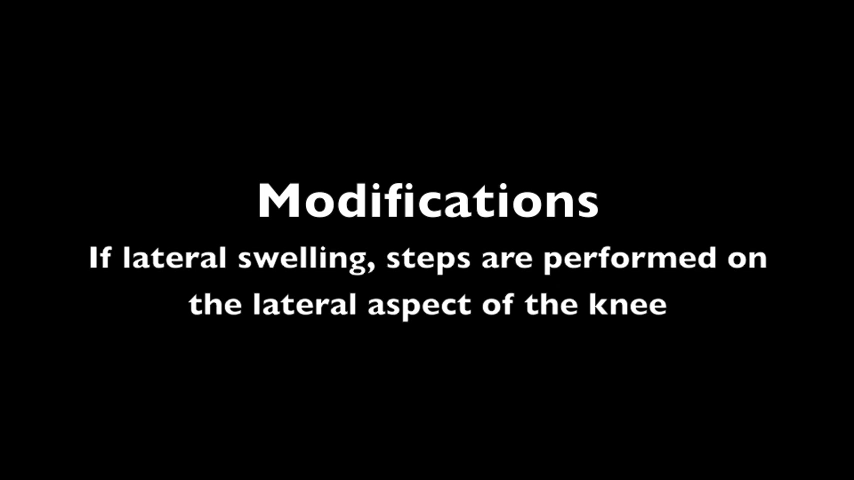 Modifications
If lateral swelling, steps are performed on
the lateral aspect of the knee